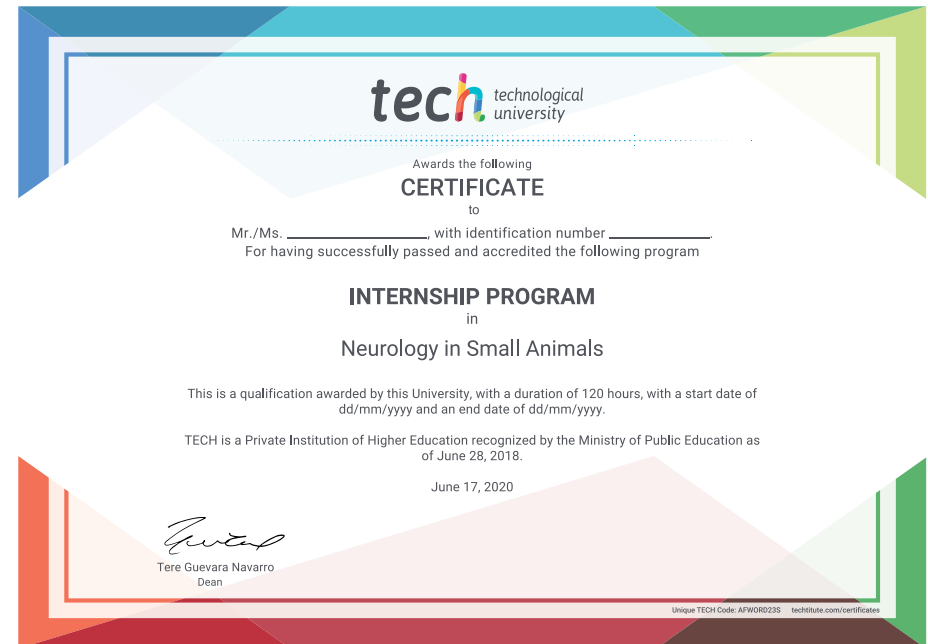 tech technological
university
Awards the following
CERTIFICATE
to
Mr./Ms. ____________________, with identification number ______________.
For having successfully passed and accredited the following program
INTERNSHIP PROGRAM
in
Neurology in Small Animals
This is a qualification awarded by this University, with a duration of 120 hours, with a start date of
dd/mm/yyyy and an end date of dd/mm/yyyy.
TECH is a Private Institution of Higher Education recognized by the Ministry of Public Education as
of June 28, 2018.
June 17, 2020
Tere Guevara Navarro
Dean
Unique TECH Code: AFWORD23S techtitute.com/certificates